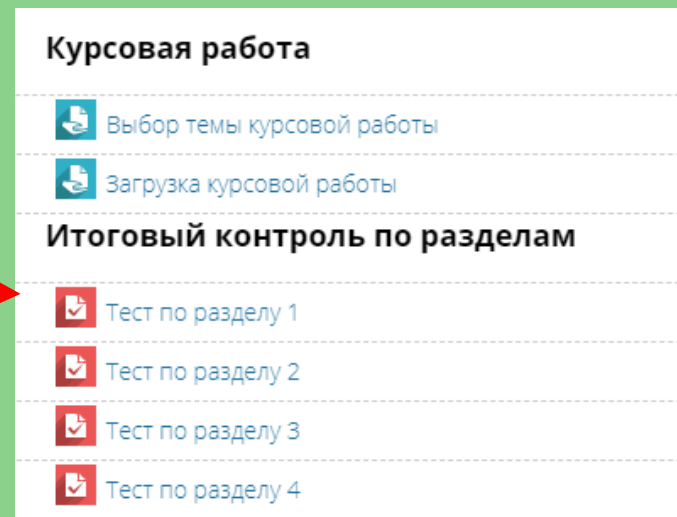 Курсовая работа
Выбор темы курсовой работы
Загрузка курсовой работы
Итоговый контроль по разделам
Тест по разделу 1
Тест по разделу 2
Тест по разделу 3
Тест по разделу 4